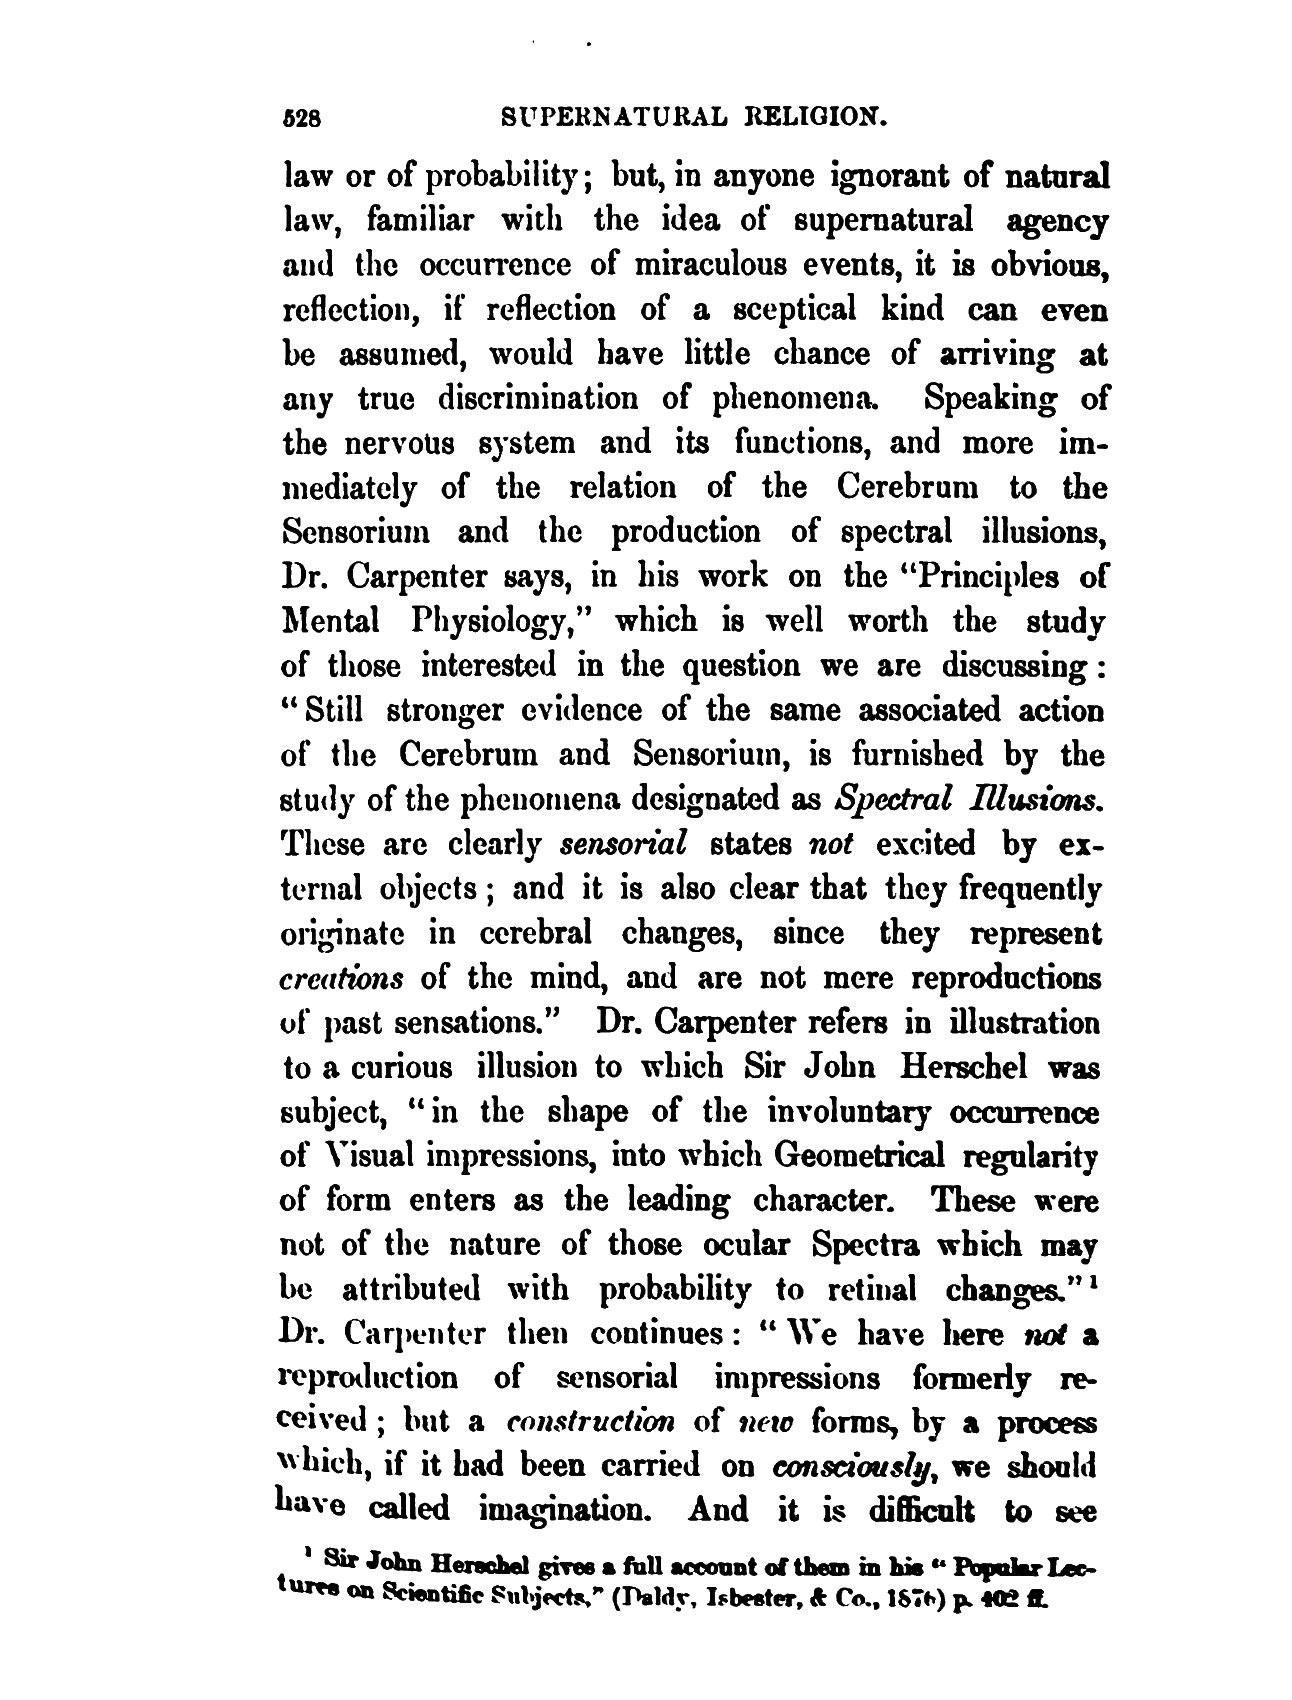 528 SUPERNATURAL RELIGION.
law or of probability; but, in anyone ignorant of natural
law, familiar with the idea of supernatural agency
and the occurrence of miraculous events, it is obvious,
reflection, if reflection of a sceptical kind can even
be assumed, would have little chance of arriving at
any true discrimination of phenomena. Speaking of
the nervous system and its functions, and more im-
mediately of the relation of the Cerebrum to the
Sensorium and the production of spectral illusions,
Dr. Carpenter says, in his work on the “Principles of
Mental Physiology,” which is well worth the study
of those interested in the question we are discussing:
“Still stronger evidence of the same associated action
of the Cerebrum and Sensorium, is furnished by the
study of the phenomena designated as Spectral Illusions.
These are clearly sensorial states not excited by ex-
ternal objects; and it is also clear that they frequently
originate in cerebral changes, since they represent
creations of the mind, and are not mere reproductions
of past sensations.” Dr. Carpenter refers in illustration
to a curious illusion to which Sir John Herschel was
subject, “in the shape of the involuntary occurrence
of Visual impressions, into which Geometrical regularity
of form enters as the leading character. These were
not of the nature of those ocular Spectra which may
be attributed with probability to retinal changes.” ¹
Dr. Carpenter then continues: “We have here not a
reproduction of sensorial impressions formerly re-
ceived; but a construction of new forms, by a process
which, if it had been carried on consciously, we should
have called imagination. And it is difficult to see
¹ Sir John Herschel gives a full account of them in his “Popular Lec-
tures on Scientific Subjects,” (Daldy, Isbester, & Co., 1876) p. 402 ff.